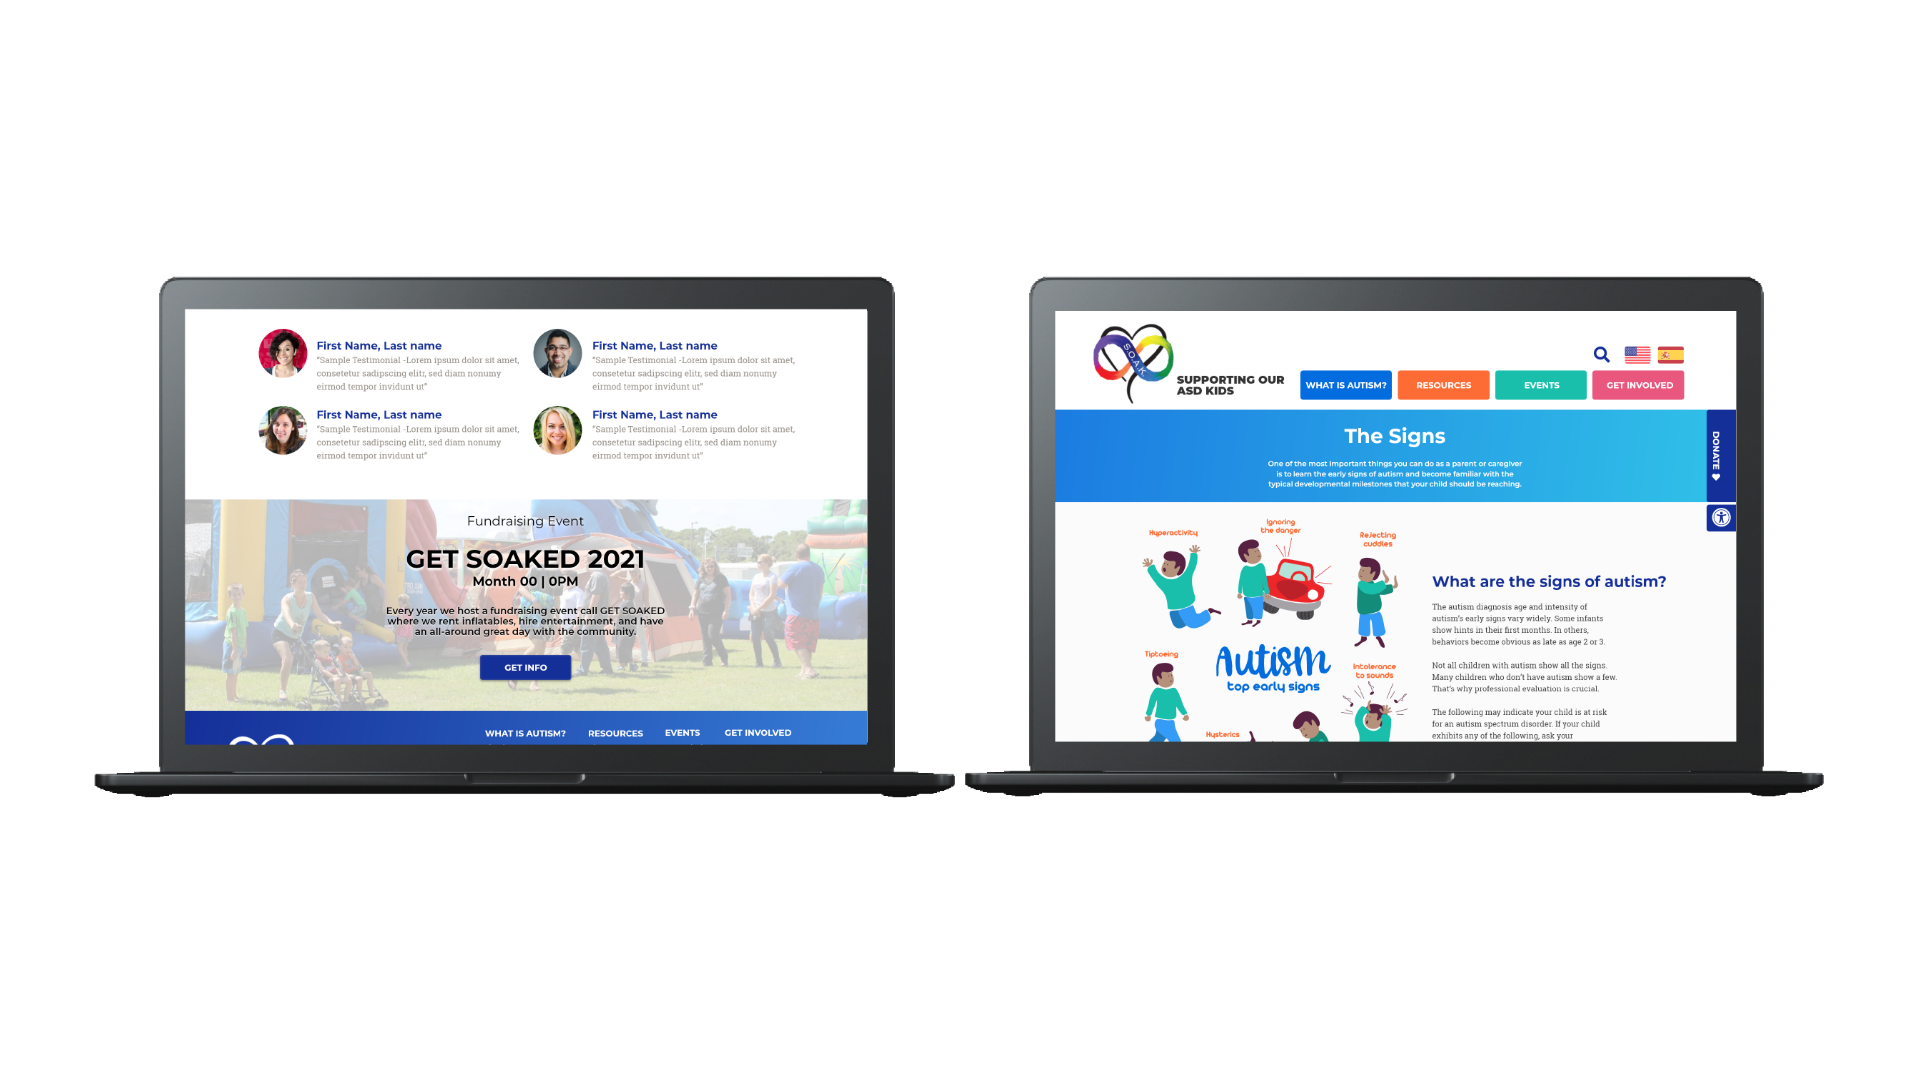 First Name, Last name
“Sample Testimonial -Lorem ipsum dolor sit amet,
consetetur sadipscing elitr, sed diam nonumy
eirmod tempor invidunt ut”
First Name, Last name
“Sample Testimonial -Lorem ipsum dolor sit amet,
consetetur sadipscing elitr, sed diam nonumy
eirmod tempor invidunt ut”
First Name, Last name
“Sample Testimonial -Lorem ipsum dolor sit amet,
consetetur sadipscing elitr, sed diam nonumy
eirmod tempor invidunt ut”
First Name, Last name
“Sample Testimonial -Lorem ipsum dolor sit amet,
consetetur sadipscing elitr, sed diam nonumy
eirmod tempor invidunt ut”
Fundraising Event
GET SOAKED 2021
Month 00 | 0PM
Every year we host a fundraising event call GET SOAKED
where we rent inflatables, hire entertainment, and have
an all-around great day with the community.
GET INFO
WHAT IS AUTISM? RESOURCES EVENTS GET INVOLVED
S.O.A.K
SUPPORTING OUR
ASD KIDS
WHAT IS AUTISM? RESOURCES EVENTS GET INVOLVED
The Signs
One of the most important things you can do as a parent or caregiver
is to learn the early signs of autism and become familiar with the
typical developmental milestones that your child should be reaching.
DONATE
Hyperactivity
Ignoring
the danger
Rejecting
cuddles
Tiptoeing
Autism
top early signs
Intolerance
to sounds
Hysterics
What are the signs of autism?
The autism diagnosis age and intensity of
autism's early signs vary widely. Some infants
show hints in their first months. In others,
behaviors become obvious as late as age 2 or 3.
Not all children with autism show all the signs.
Many children who don't have autism show a few.
That's why professional evaluation is crucial.
The following may indicate your child is at risk
for an autism spectrum disorder. If your child
exhibits any of the following, ask your